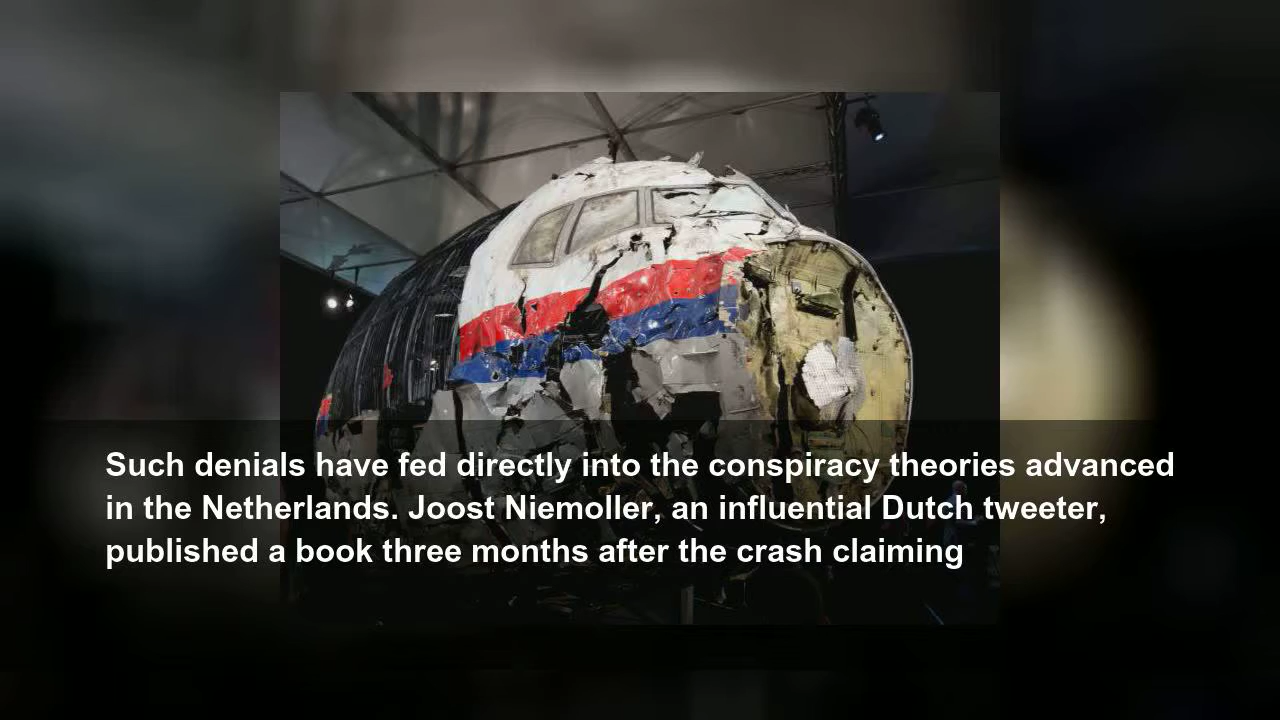 Such denials have fed directly into the conspiracy theories advanced
in the Netherlands. Joost Niemoller, an influential Dutch tweeter,
published a book three months after the crash claiming